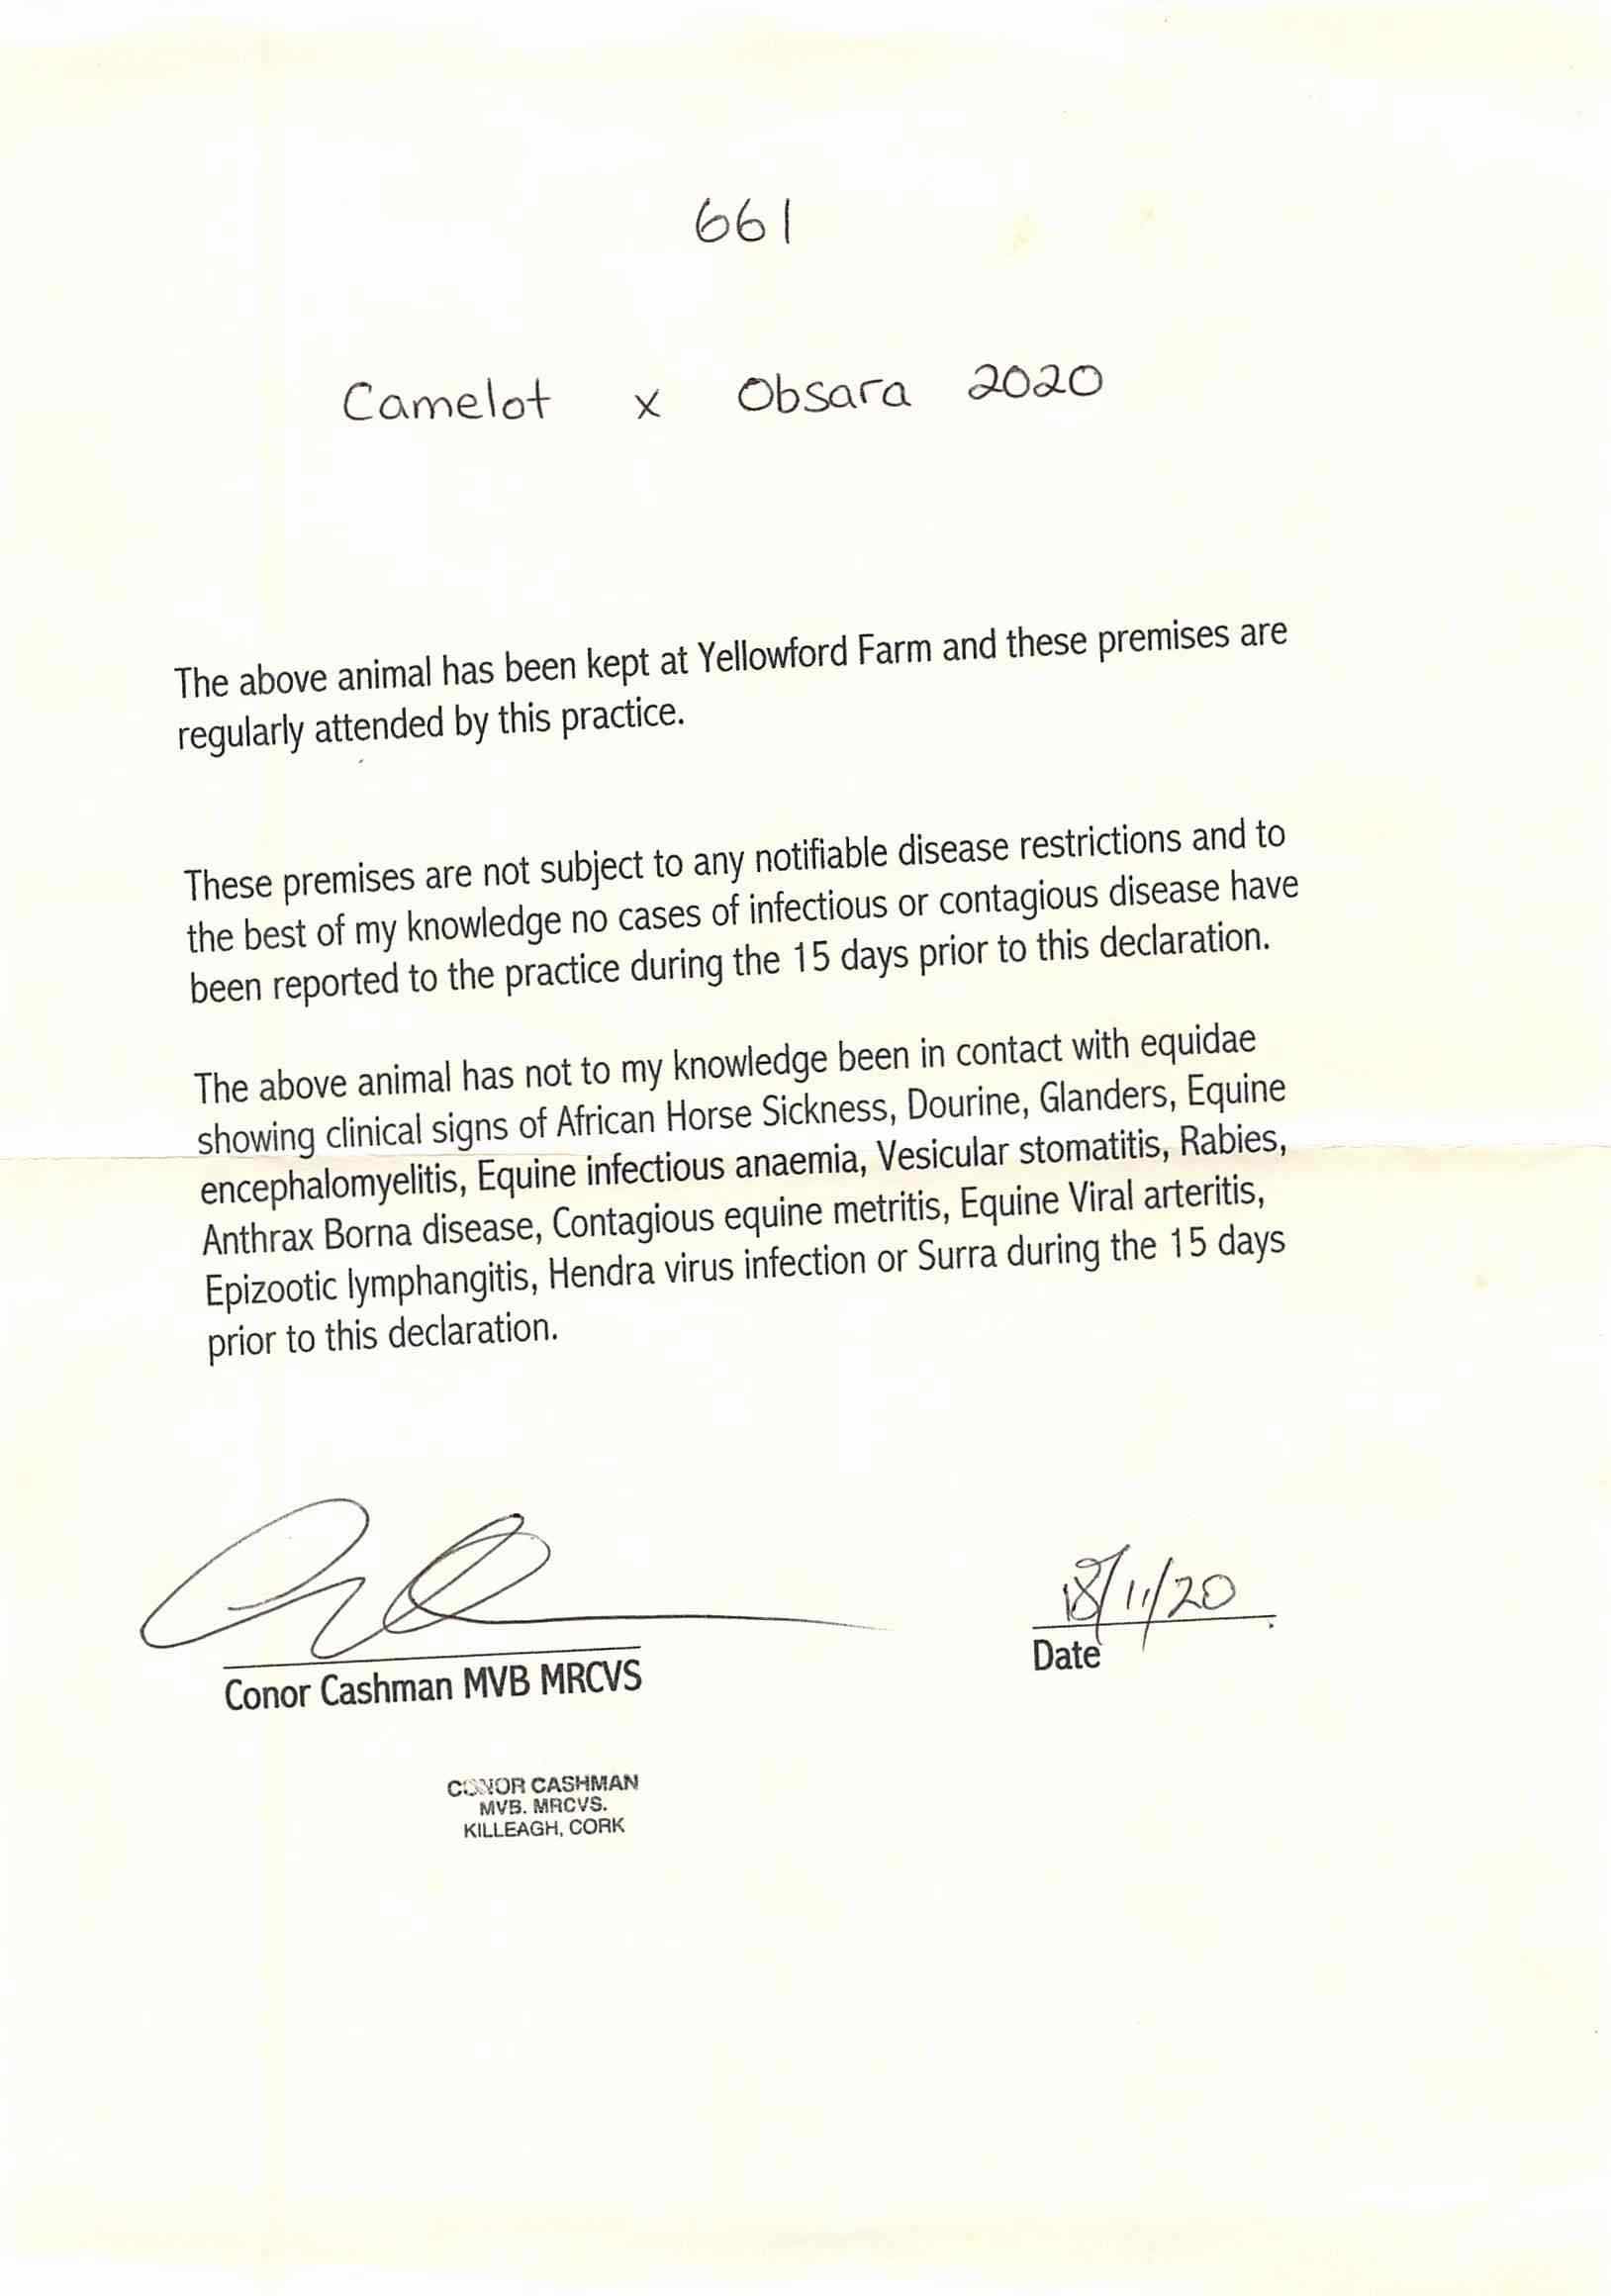 661
Camelot x Obsara 2020
The above animal has been kept at Yellowford Farm and these premises are
regularly attended by this practice.
These premises are not subject to any notifiable disease restrictions and to
the best of my knowledge no cases of infectious or contagious disease have
been reported to the practice during the 15 days prior to this declaration.
The above animal has not to my knowledge been in contact with equidae
showing clinical signs of African Horse Sickness, Dourine, Glanders, Equine
encephalomyelitis, Equine infectious anaemia, Vesicular stomatitis, Rabies,
Anthrax Borna disease, Contagious equine metritis, Equine Viral arteritis,
Epizootic lymphangitis, Hendra virus infection or Surra during the 15 days
prior to this declaration.
18/11/20
Conor Cashman MVB MRCVS
Date
CONOR CASHMAN
MVB. MRCVS.
KILLEAGH, CORK